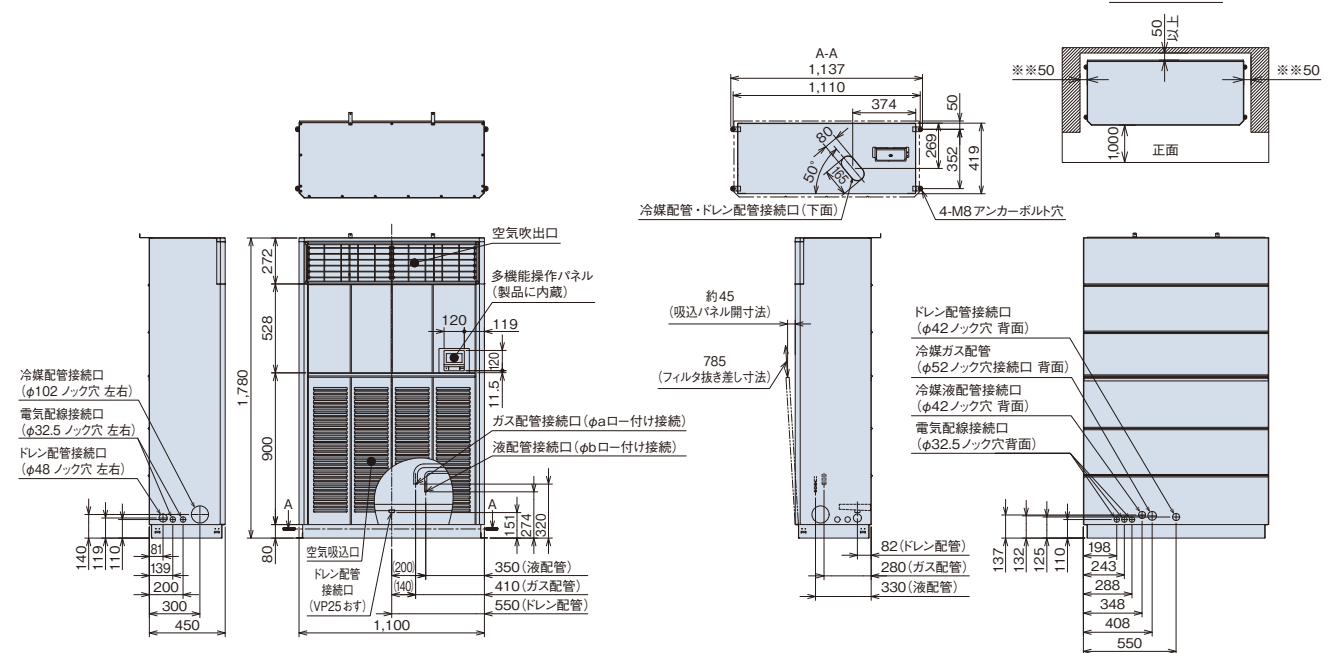 A-A
1,137
1,110
374
50
80
50°
165
269
352
419
冷媒配管・ドレン配管接続口（下面）
4-M8アンカーボルト穴
50
以上
※※50
※※50
1,000
正面
272
528
900
80
1,780
空気吹出口
多機能操作パネル
（製品に内蔵）
120
119
120
11.5
ガス配管接続口（φaロー付け接続）
液配管接続口（φbロー付け接続）
A
A
151
274
320
空気吸込口
ドレン配管
接続口
（VP25おす）
(200)
(140)
350（液配管）
410（ガス配管）
550（ドレン配管）
1,100
冷媒配管接続口
（φ102 ノック穴 左右）
電気配線接続口
（φ32.5 ノック穴 左右）
ドレン配管接続口
（φ48 ノック穴 左右）
140
119
110
81
139
200
300
450
約45
（吸込パネル開寸法）
785
（フィルタ抜き差し寸法）
82（ドレン配管）
280（ガス配管）
330（液配管）
ドレン配管接続口
（φ42ノック穴 背面）
冷媒ガス配管
（φ52ノック穴接続口 背面）
冷媒液配管接続口
（φ42ノック穴 背面）
電気配線接続口
（φ32.5ノック穴背面）
137
132
125
110
198
243
288
348
408
550